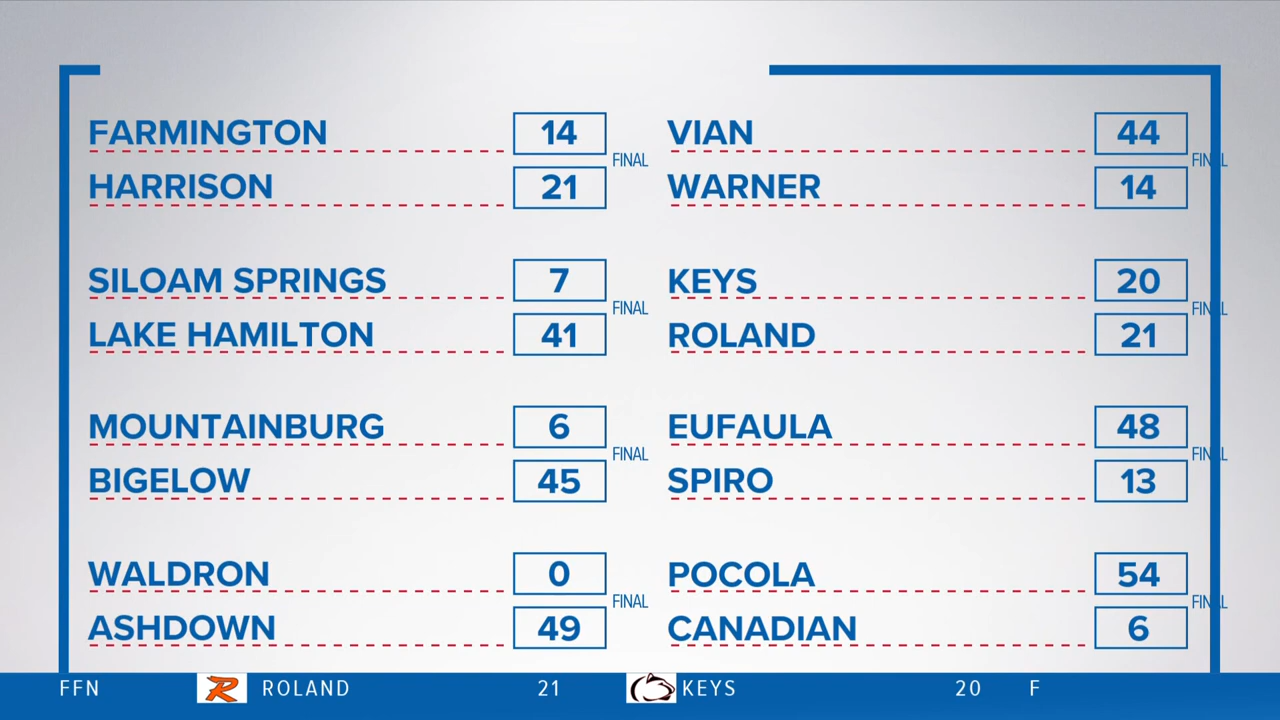 FARMINGTON 14
FINAL
HARRISON 21
SILOAM SPRINGS 7
FINAL
LAKE HAMILTON 41
MOUNTAINBURG 6
FINAL
BIGELOW 45
WALDRON 0
FINAL
ASHDOWN 49
VIAN 44
FINAL
WARNER 14
KEYS 20
FINAL
ROLAND 21
EUFAULA 48
FINAL
SPIRO 13
POCOLA 54
FINAL
CANADIAN 6
FFN R ROLAND 21 KEYS 20 F